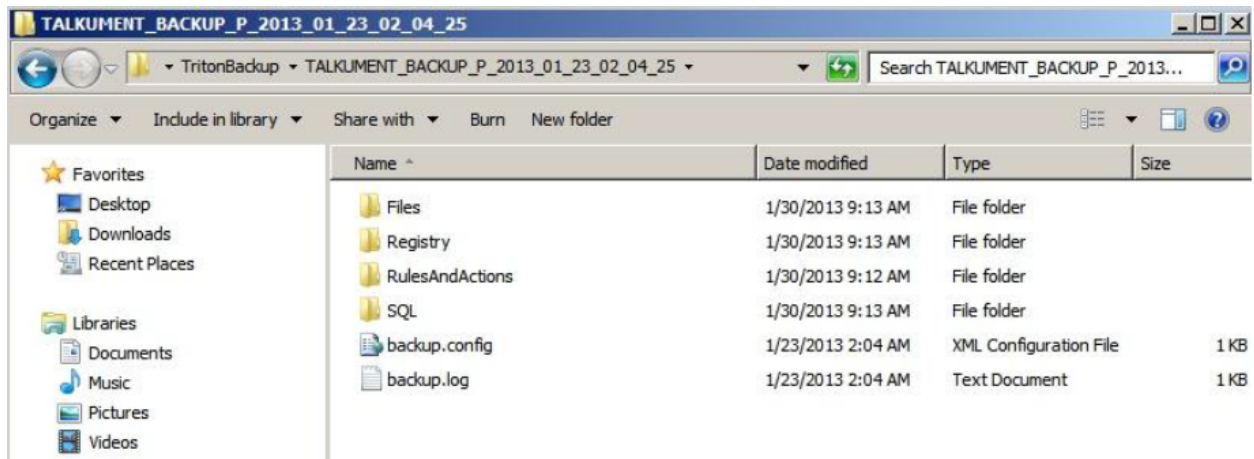 TALKUMENT_BACKUP_P_2013_01_23_02_04_25
TritonBackup TALKUMENT_BACKUP_P_2013_01_23_02_04_25 Search TALKUMENT_BACKUP_P_2013...
Organize Include in library Share with Burn New folder
Name Date modified Type Size
Favorites
Desktop
Downloads
Recent Places
Libraries
Documents
Music
Pictures
Videos
Files 1/30/2013 9:13 AM File folder
Registry 1/30/2013 9:13 AM File folder
RulesAndActions 1/30/2013 9:12 AM File folder
SQL 1/30/2013 9:13 AM File folder
backup.config 1/23/2013 2:04 AM XML Configuration File 1 KB
backup.log 1/23/2013 2:04 AM Text Document 1 KB